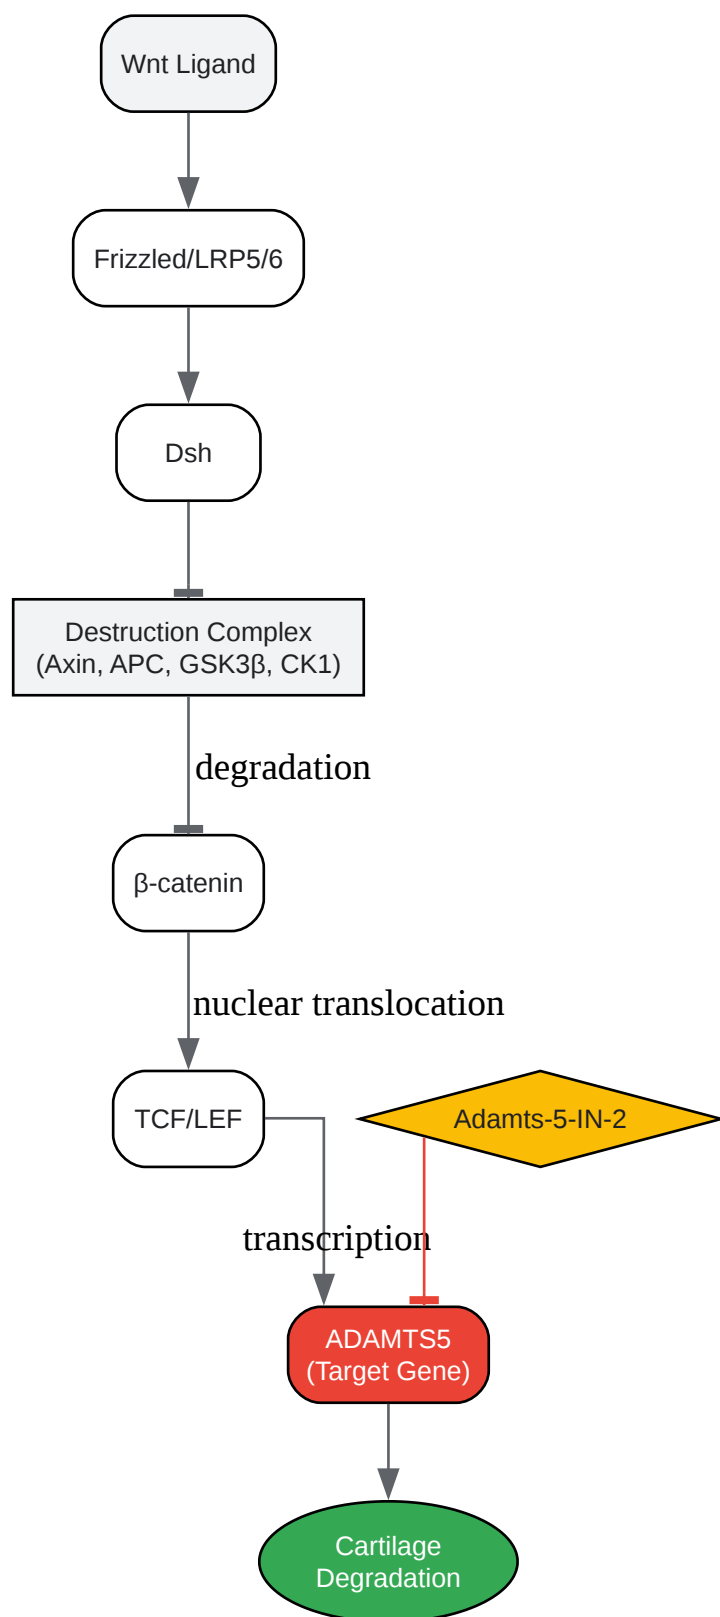 Wnt Ligand
Frizzled/LRP5/6
Dsh
Destruction Complex
(Axin, APC, GSK3β, CK1)
degradation
β-catenin
nuclear translocation
TCF/LEF
Adamts-5-IN-2
transcription
ADAMTS5
(Target Gene)
Cartilage
Degradation